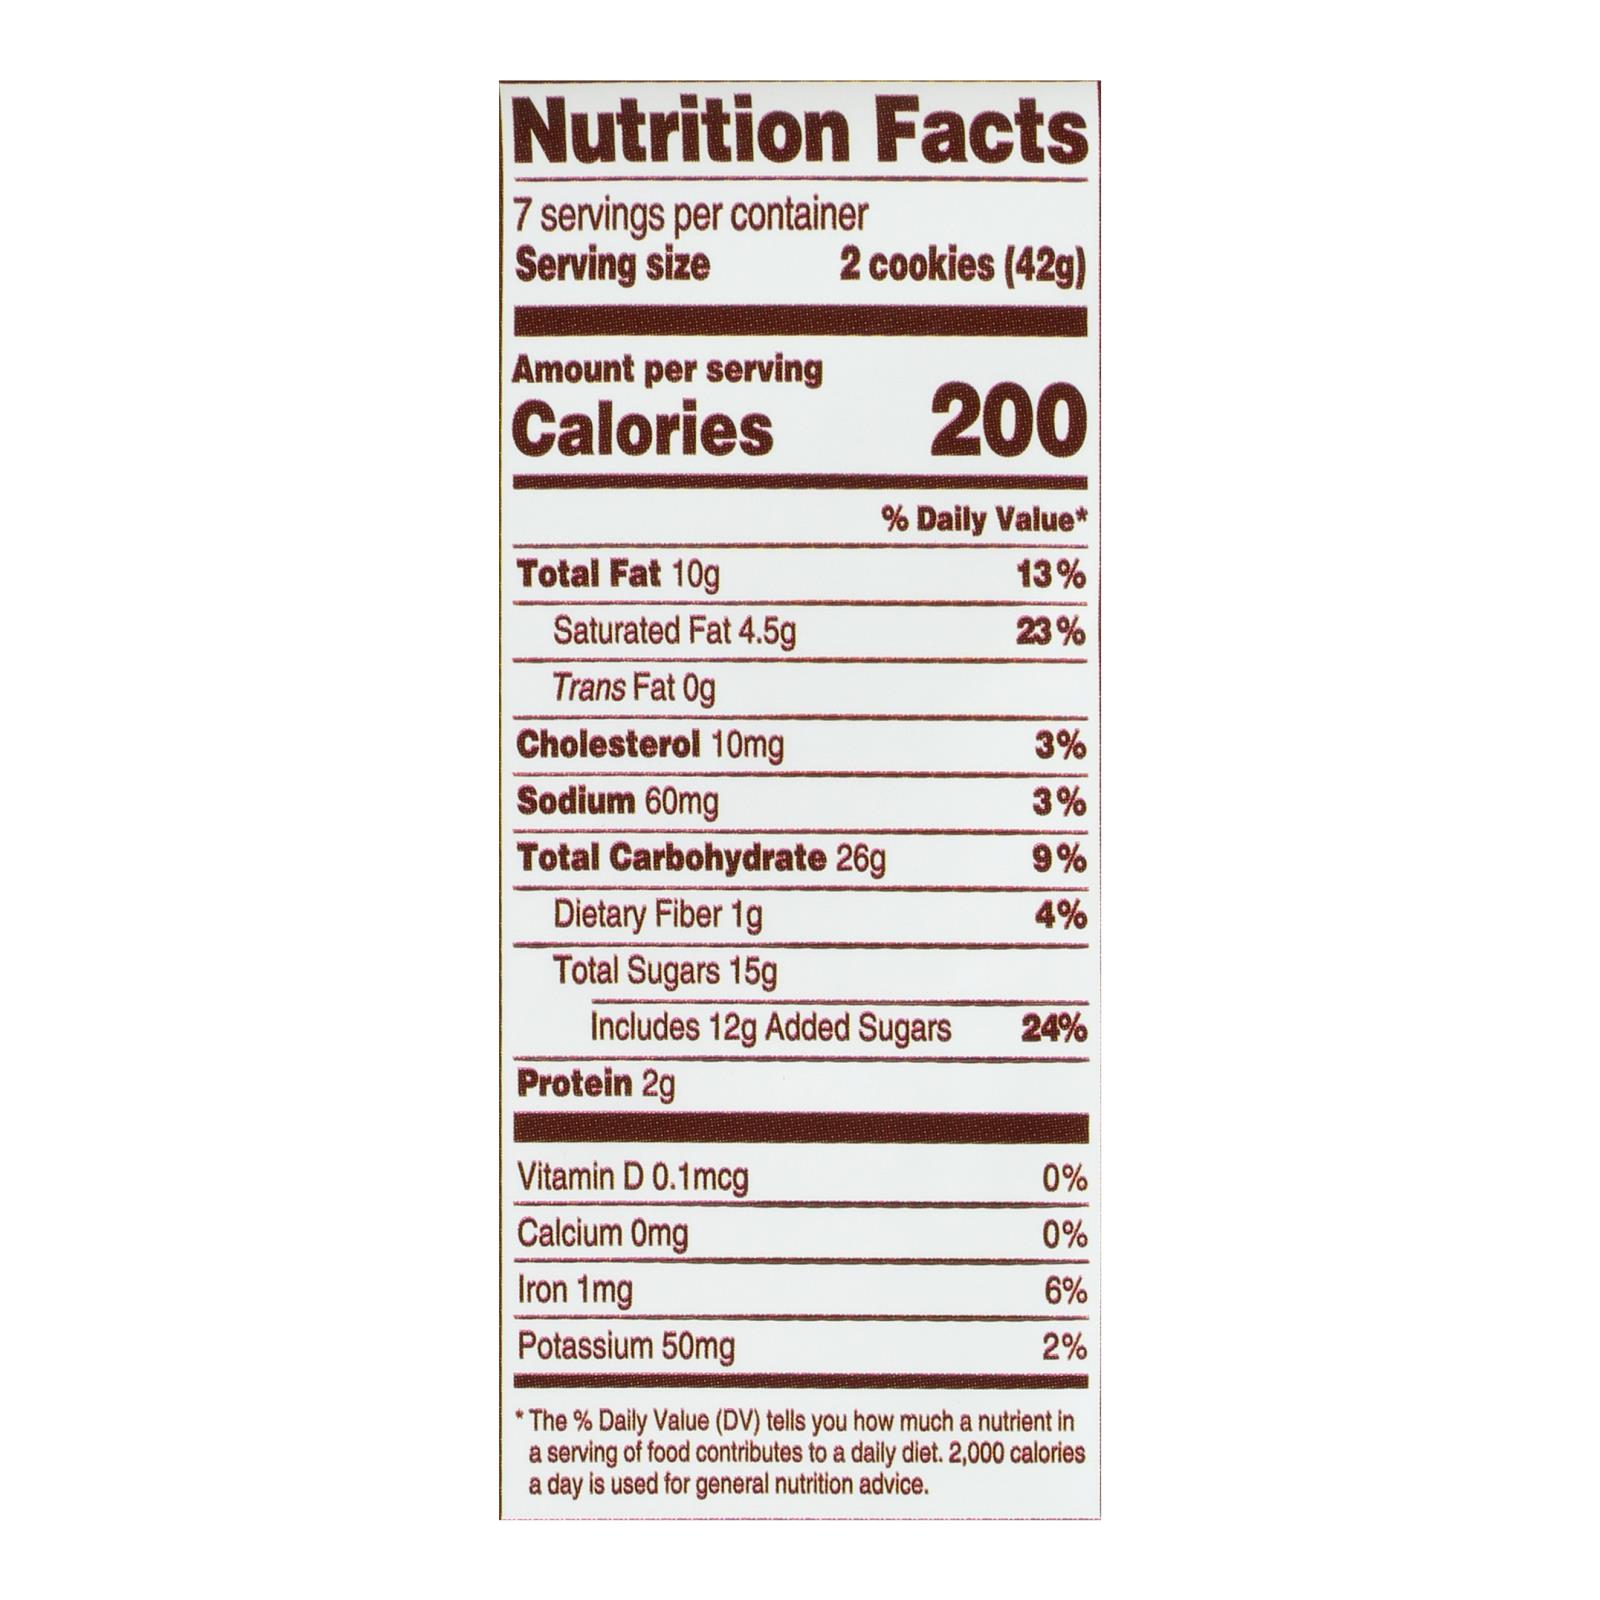 Nutrition Facts
7 servings per container
Serving size 2 cookies (42g)
Amount per serving
Calories 200
% Daily Value*
Total Fat 10g 13%
Saturated Fat 4.5g 23%
Trans Fat 0g
Cholesterol 10mg 3%
Sodium 60mg 3%
Total Carbohydrate 26g 9%
Dietary Fiber 1g 4%
Total Sugars 15g
Includes 12g Added Sugars 24%
Protein 2g
Vitamin D 0.1mcg 0%
Calcium 0mg 0%
Iron 1mg 6%
Potassium 50mg 2%
* The % Daily Value (DV) tells you how much a nutrient in
a serving of food contributes to a daily diet. 2,000 calories
a day is used for general nutrition advice.